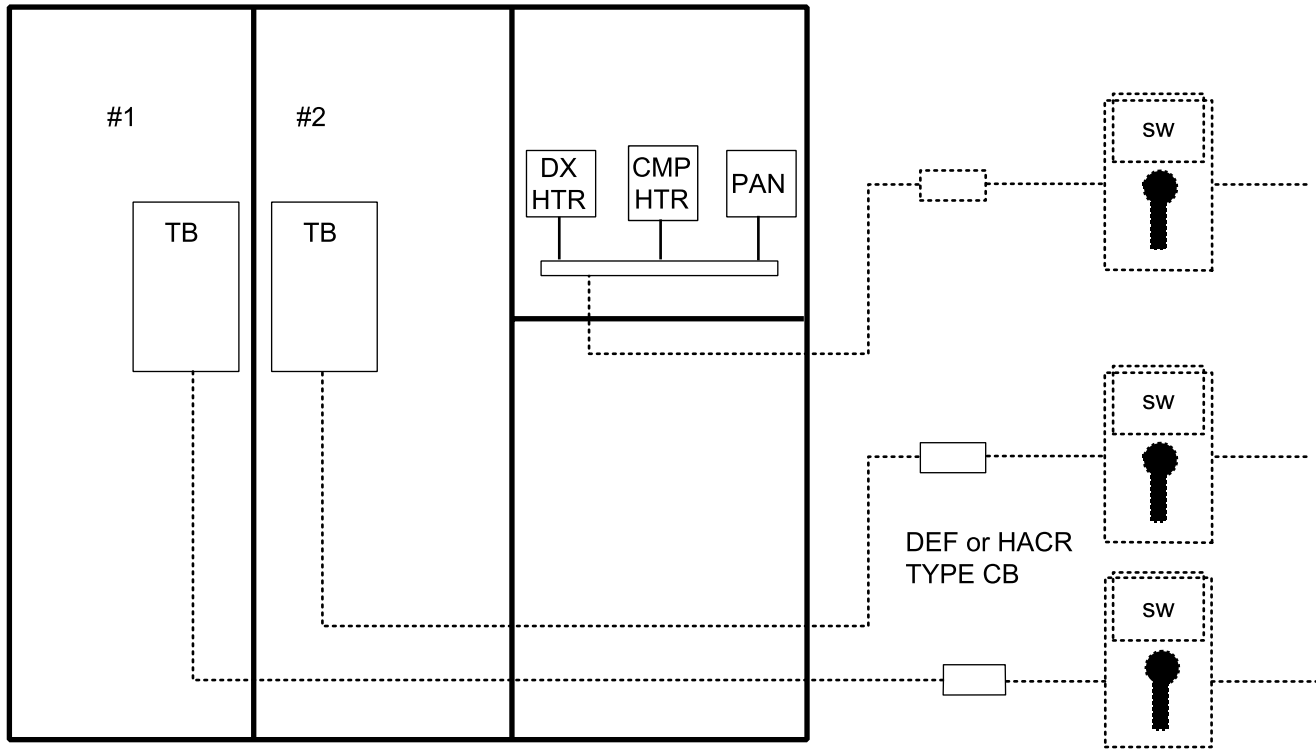 #1
#2
DX
HTR
CMP
HTR
PAN
TB
TB
SW
SW
DEF or HACR
TYPE CB
SW